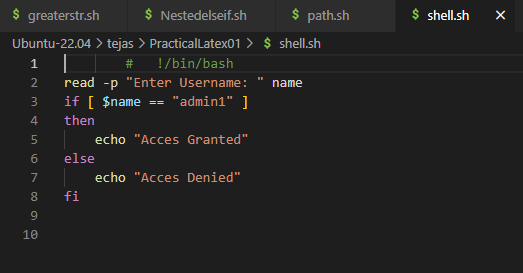 $ greaterstr.sh $ Nestedelseif.sh $ path.sh $ shell.sh ×
Ubuntu-22.04 > tejas > PracticalLatex01 > $ shell.sh
1 # !/bin/bash
2 read -p "Enter Username: " name
3 if [ $name == "admin1" ]
4 then
5 echo "Acces Granted"
6 else
7 echo "Acces Denied"
8 fi
9
10